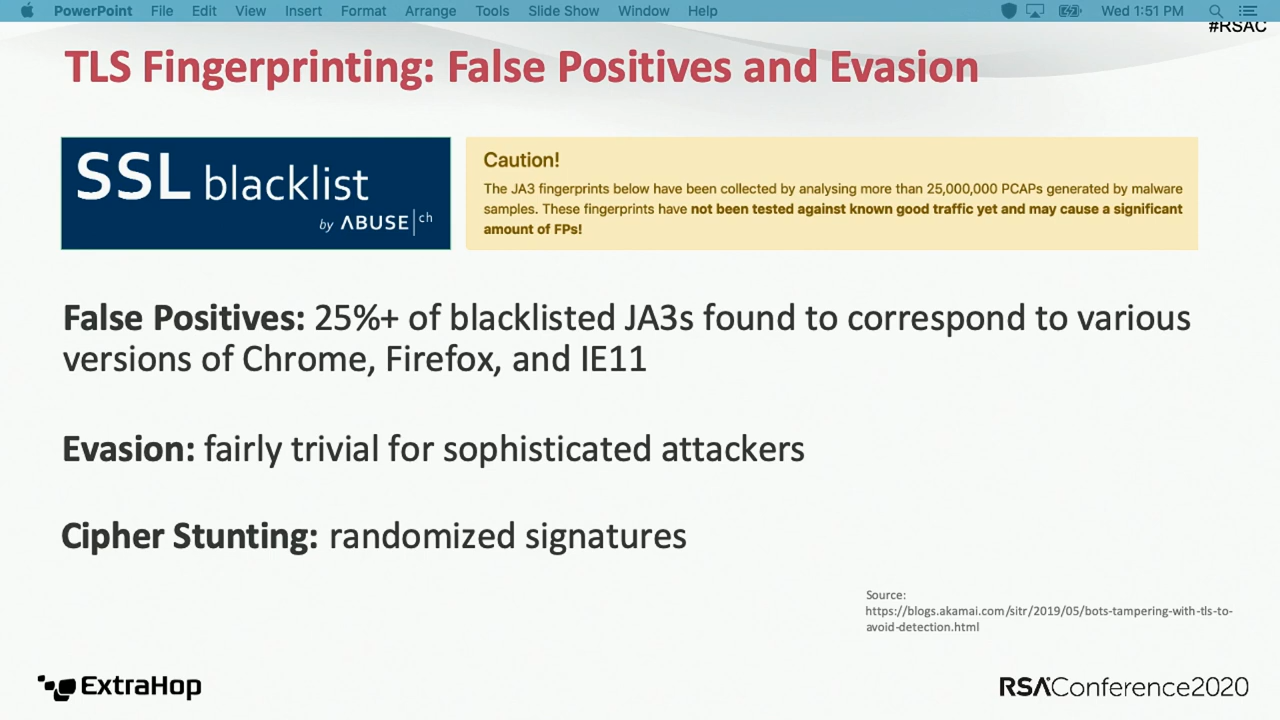 PowerPoint File Edit View Insert Format Arrange Tools Slide Show Window Help Wed 1:51 PM
#RSAC
TLS Fingerprinting: False Positives and Evasion
SSL blacklist
by ABUSE|ch
Caution!
The JA3 fingerprints below have been collected by analysing more than 25,000,000 PCAPs generated by malware
samples. These fingerprints have not been tested against known good traffic yet and may cause a significant
amount of FPs!
False Positives: 25%+ of blacklisted JA3s found to correspond to various
versions of Chrome, Firefox, and IE11
Evasion: fairly trivial for sophisticated attackers
Cipher Stunting: randomized signatures
Source:
https://blogs.akamai.com/sitr/2019/05/bots-tampering-with-tls-to-
avoid-detection.html
ExtraHop
RSAConference2020